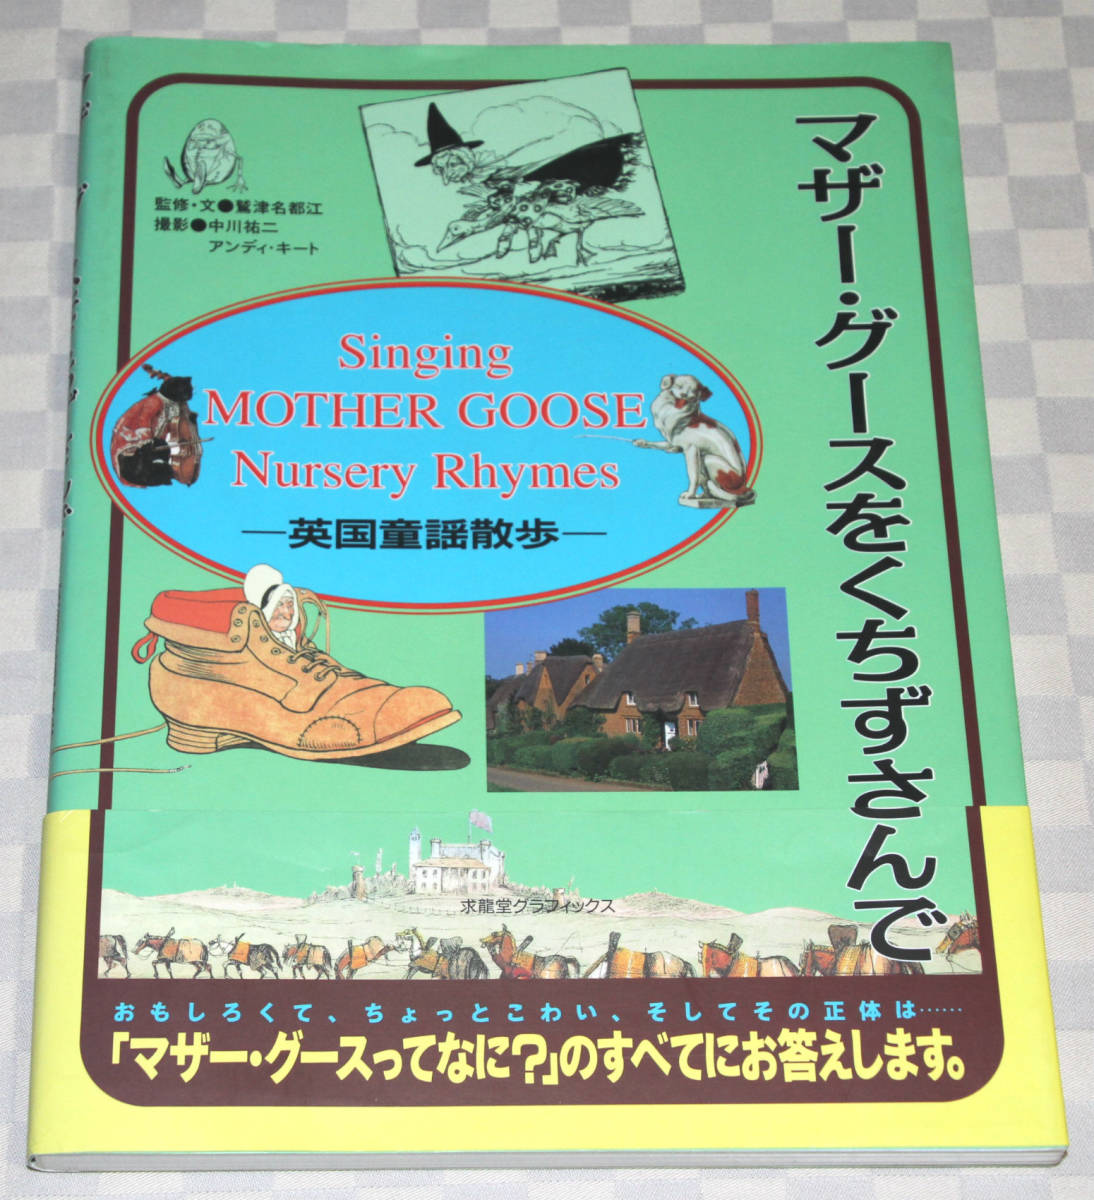 マザー・グースをくちずさんで
監修・文●鷲津名都江
撮影●中川祐二
アンディ・キート
Singing
MOTHER GOOSE
Nursery Rhymes
―英国童謡散歩―
求龍堂グラフィックス
おもしろくて、ちょっとこわい、そしてその正体は……
「マザー・グースってなに?」のすべてにお答えします。